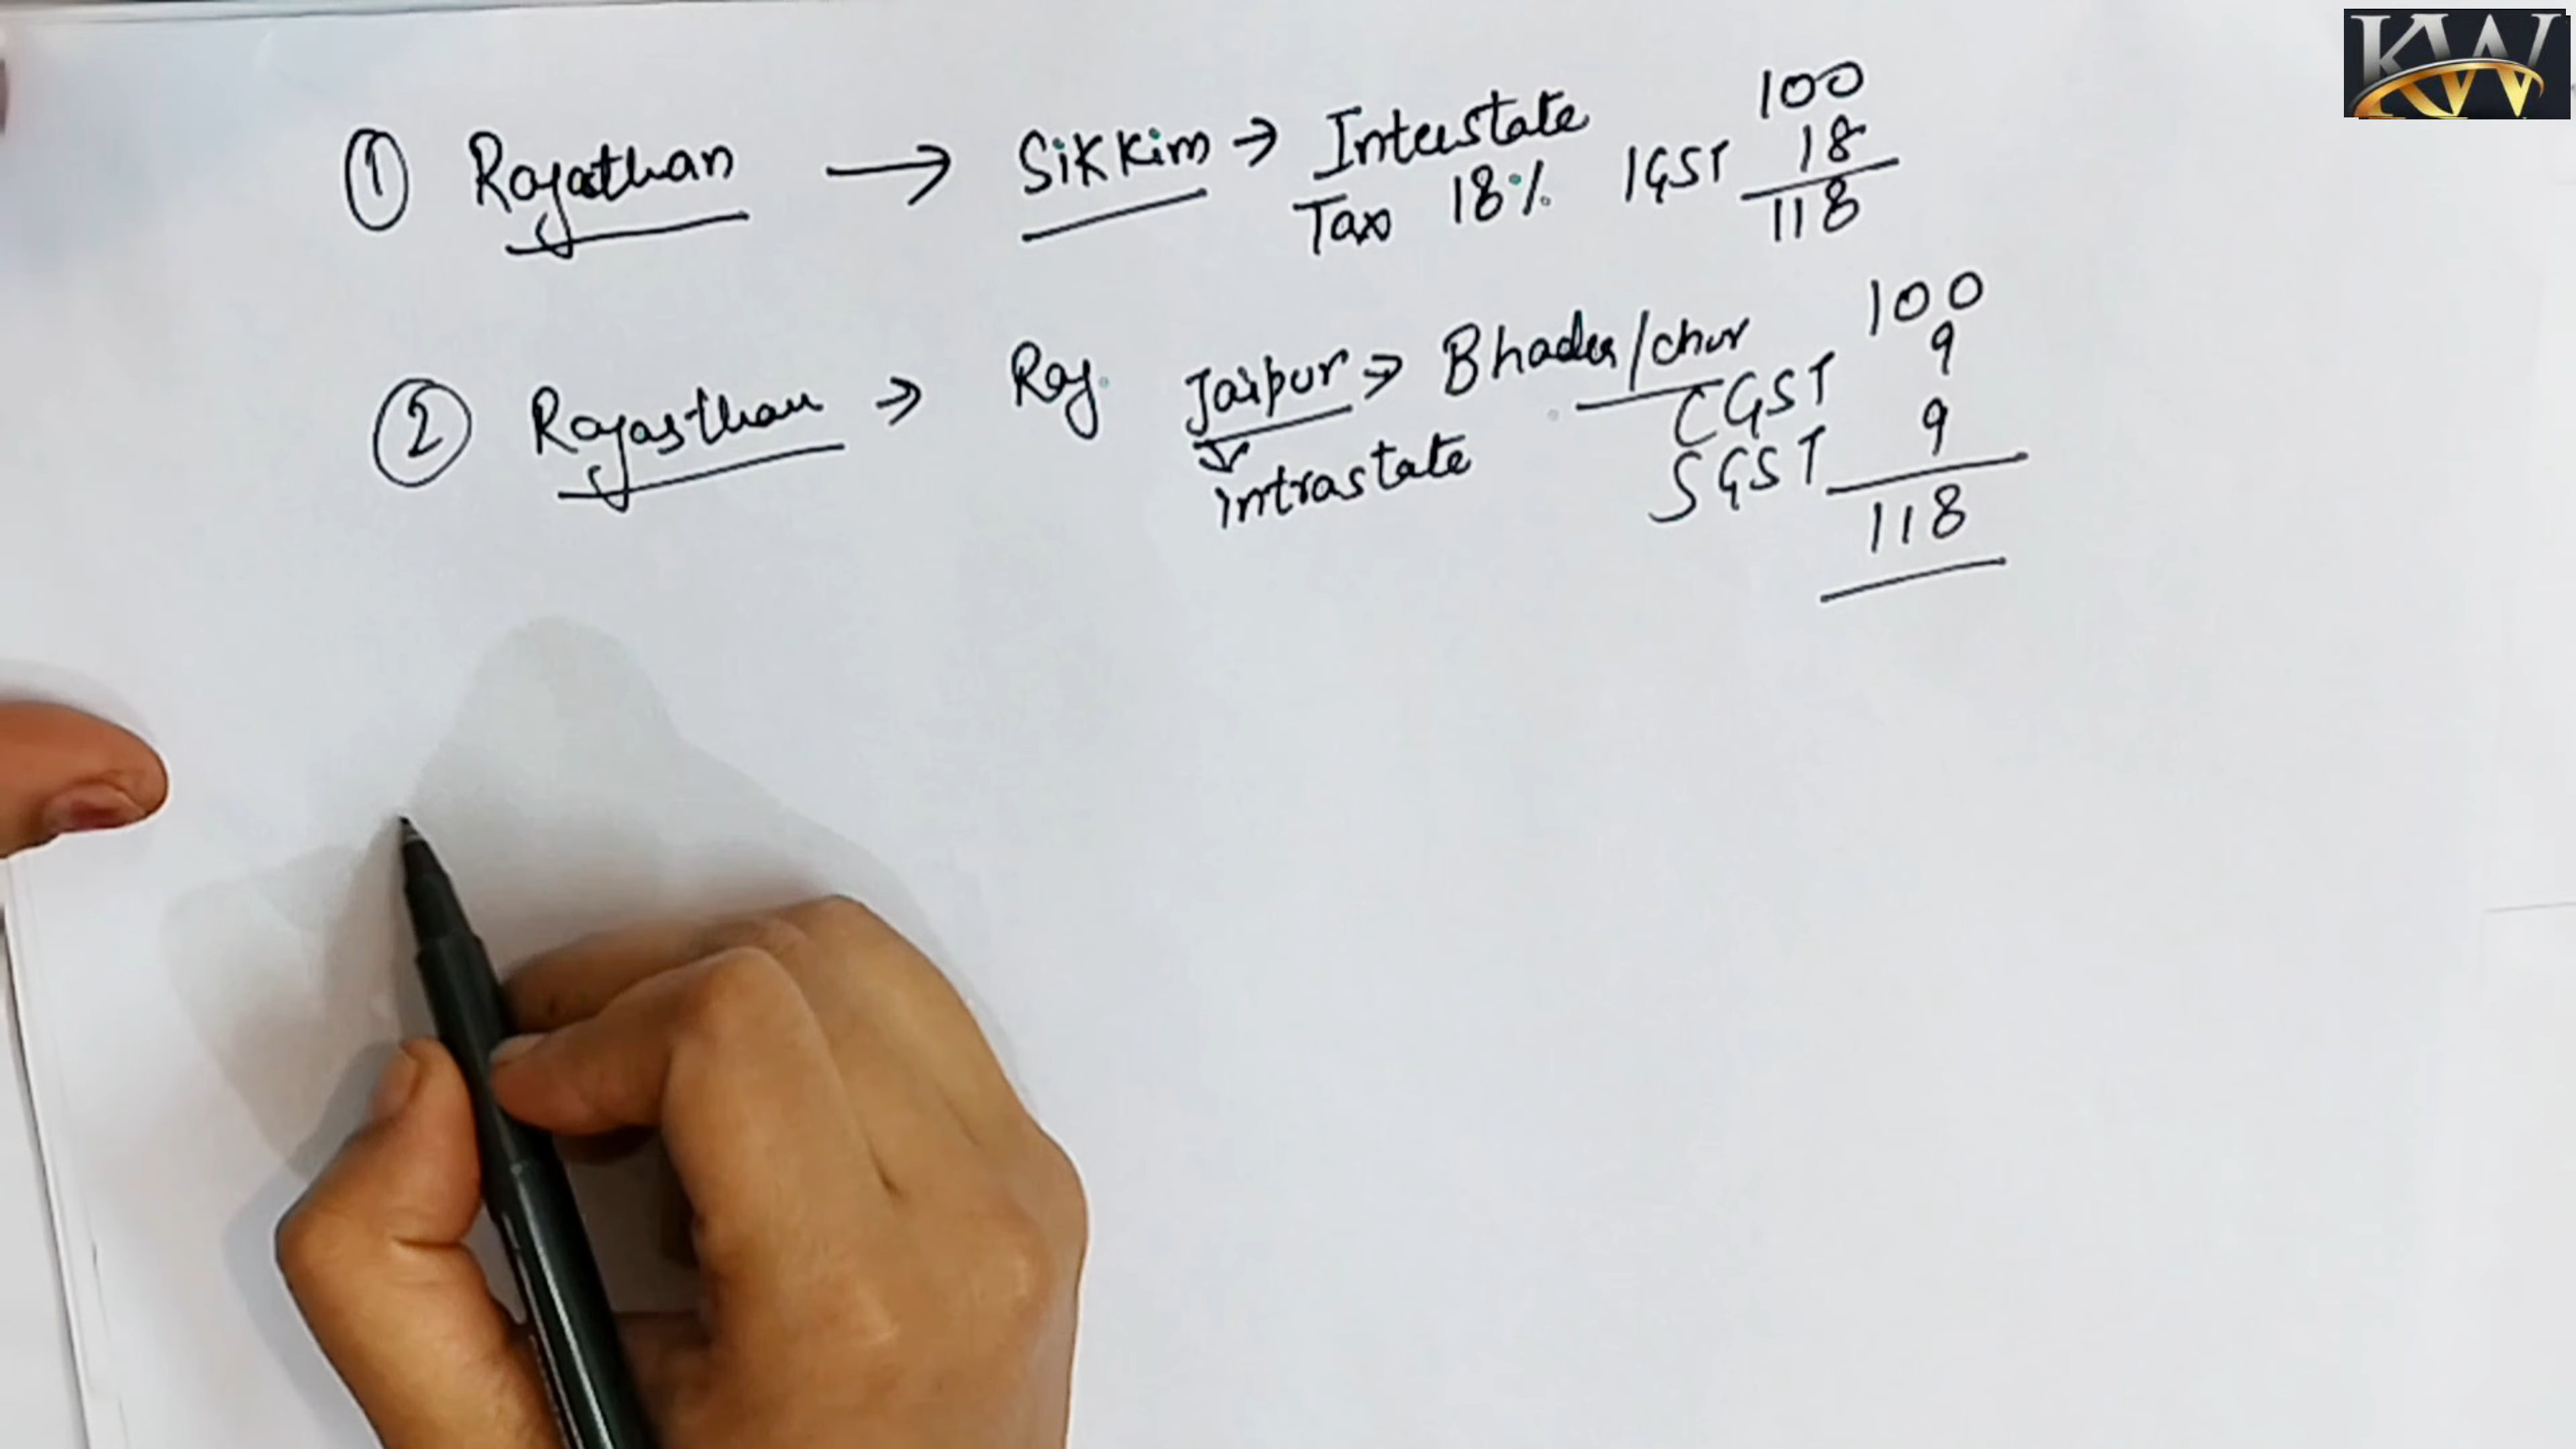 ① Rajasthan → Sikkim → Interstate 100
Tax 18% IGST 18
118
② Rajasthan → Raj. Jaipur → Bhadra/chur 100
CGST 9
intrastate SGST 9
118
KW